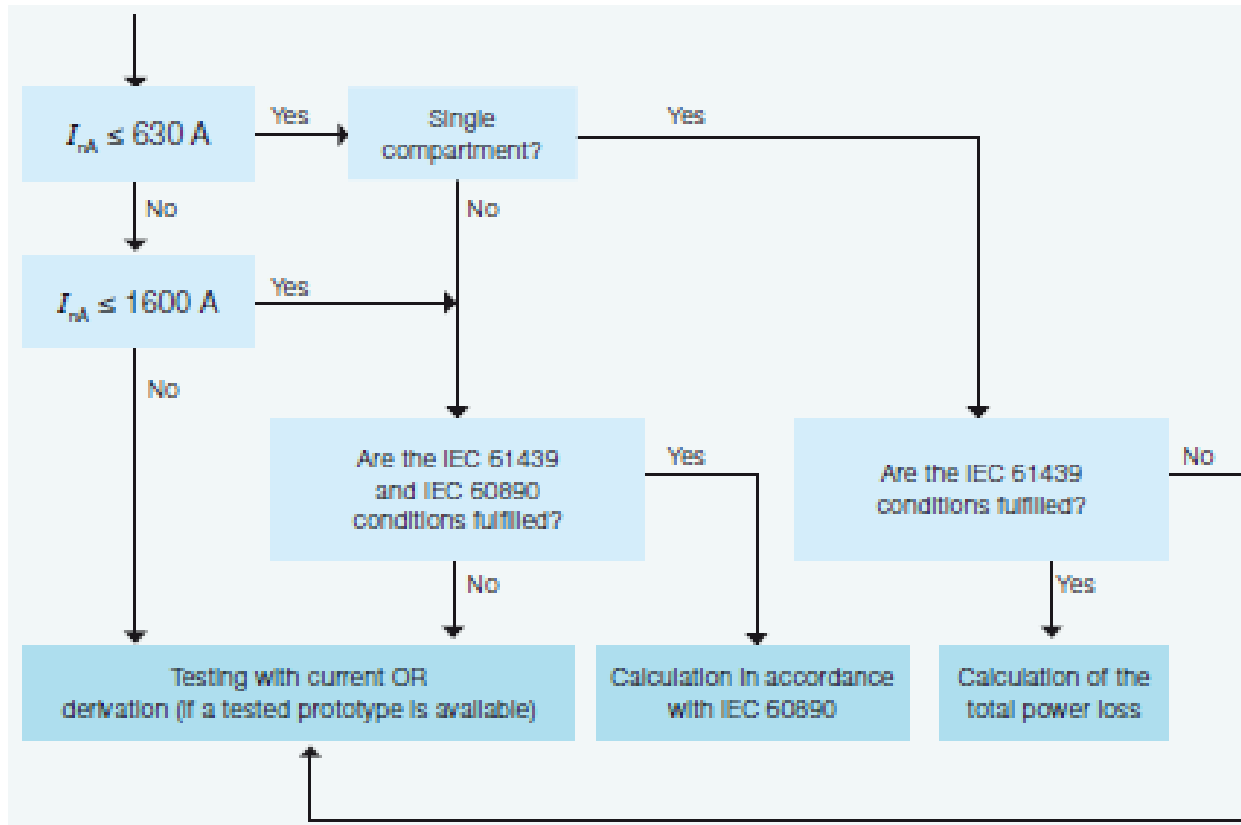 I_nA ≤ 630 A
Yes
Single
compartment?
Yes
No
No
I_nA ≤ 1600 A
Yes
No
Are the IEC 61439
and IEC 60890
conditions fulfilled?
Yes
Are the IEC 61439
conditions fulfilled?
No
No
Yes
Testing with current OR
derivation (if a tested prototype is available)
Calculation in accordance
with IEC 60890
Calculation of the
total power loss